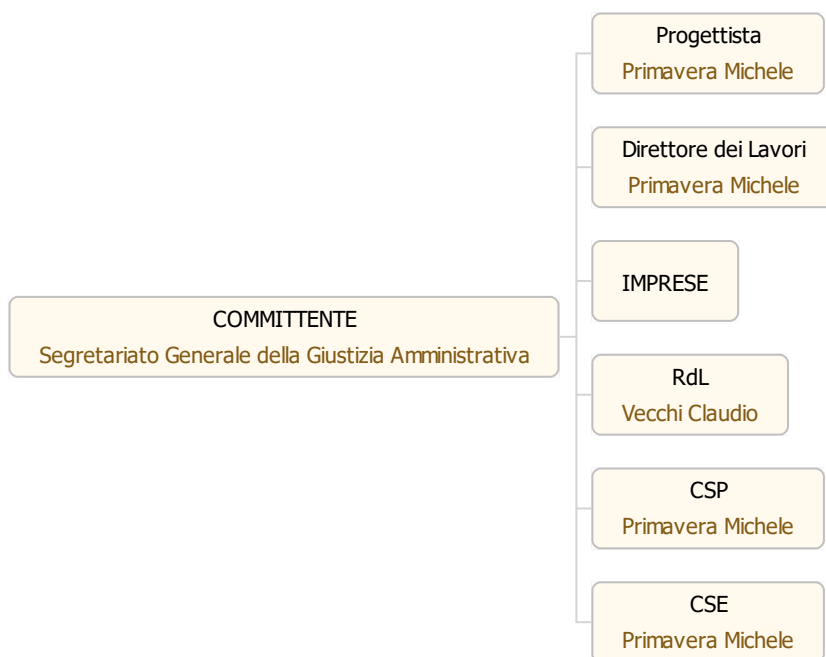 Progettista
Primavera Michele
Direttore dei Lavori
Primavera Michele
IMPRESE
COMMITTENTE
Segretariato Generale della Giustizia Amministrativa
RdL
Vecchi Claudio
CSP
Primavera Michele
CSE
Primavera Michele